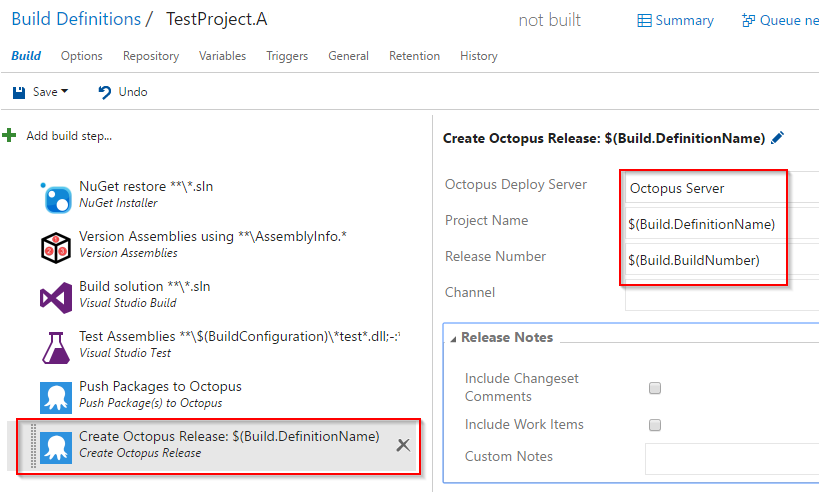 Build Definitions / TestProject.A
not built
Summary
Queue ne
Build Options Repository Variables Triggers General Retention History
Save
Undo
Add build step...
NuGet restore **\*.sln
NuGet Installer
Version Assemblies using **\AssemblyInfo.*
Version Assemblies
Build solution **\*.sln
Visual Studio Build
Test Assemblies **\$(BuildConfiguration)\*test*.dll;-:
Visual Studio Test
Push Packages to Octopus
Push Package(s) to Octopus
Create Octopus Release: $(Build.DefinitionName)
Create Octopus Release
Create Octopus Release: $(Build.DefinitionName)
Octopus Deploy Server
Octopus Server
Project Name
$(Build.DefinitionName)
Release Number
$(Build.BuildNumber)
Channel
Release Notes
Include Changeset
Comments
Include Work Items
Custom Notes